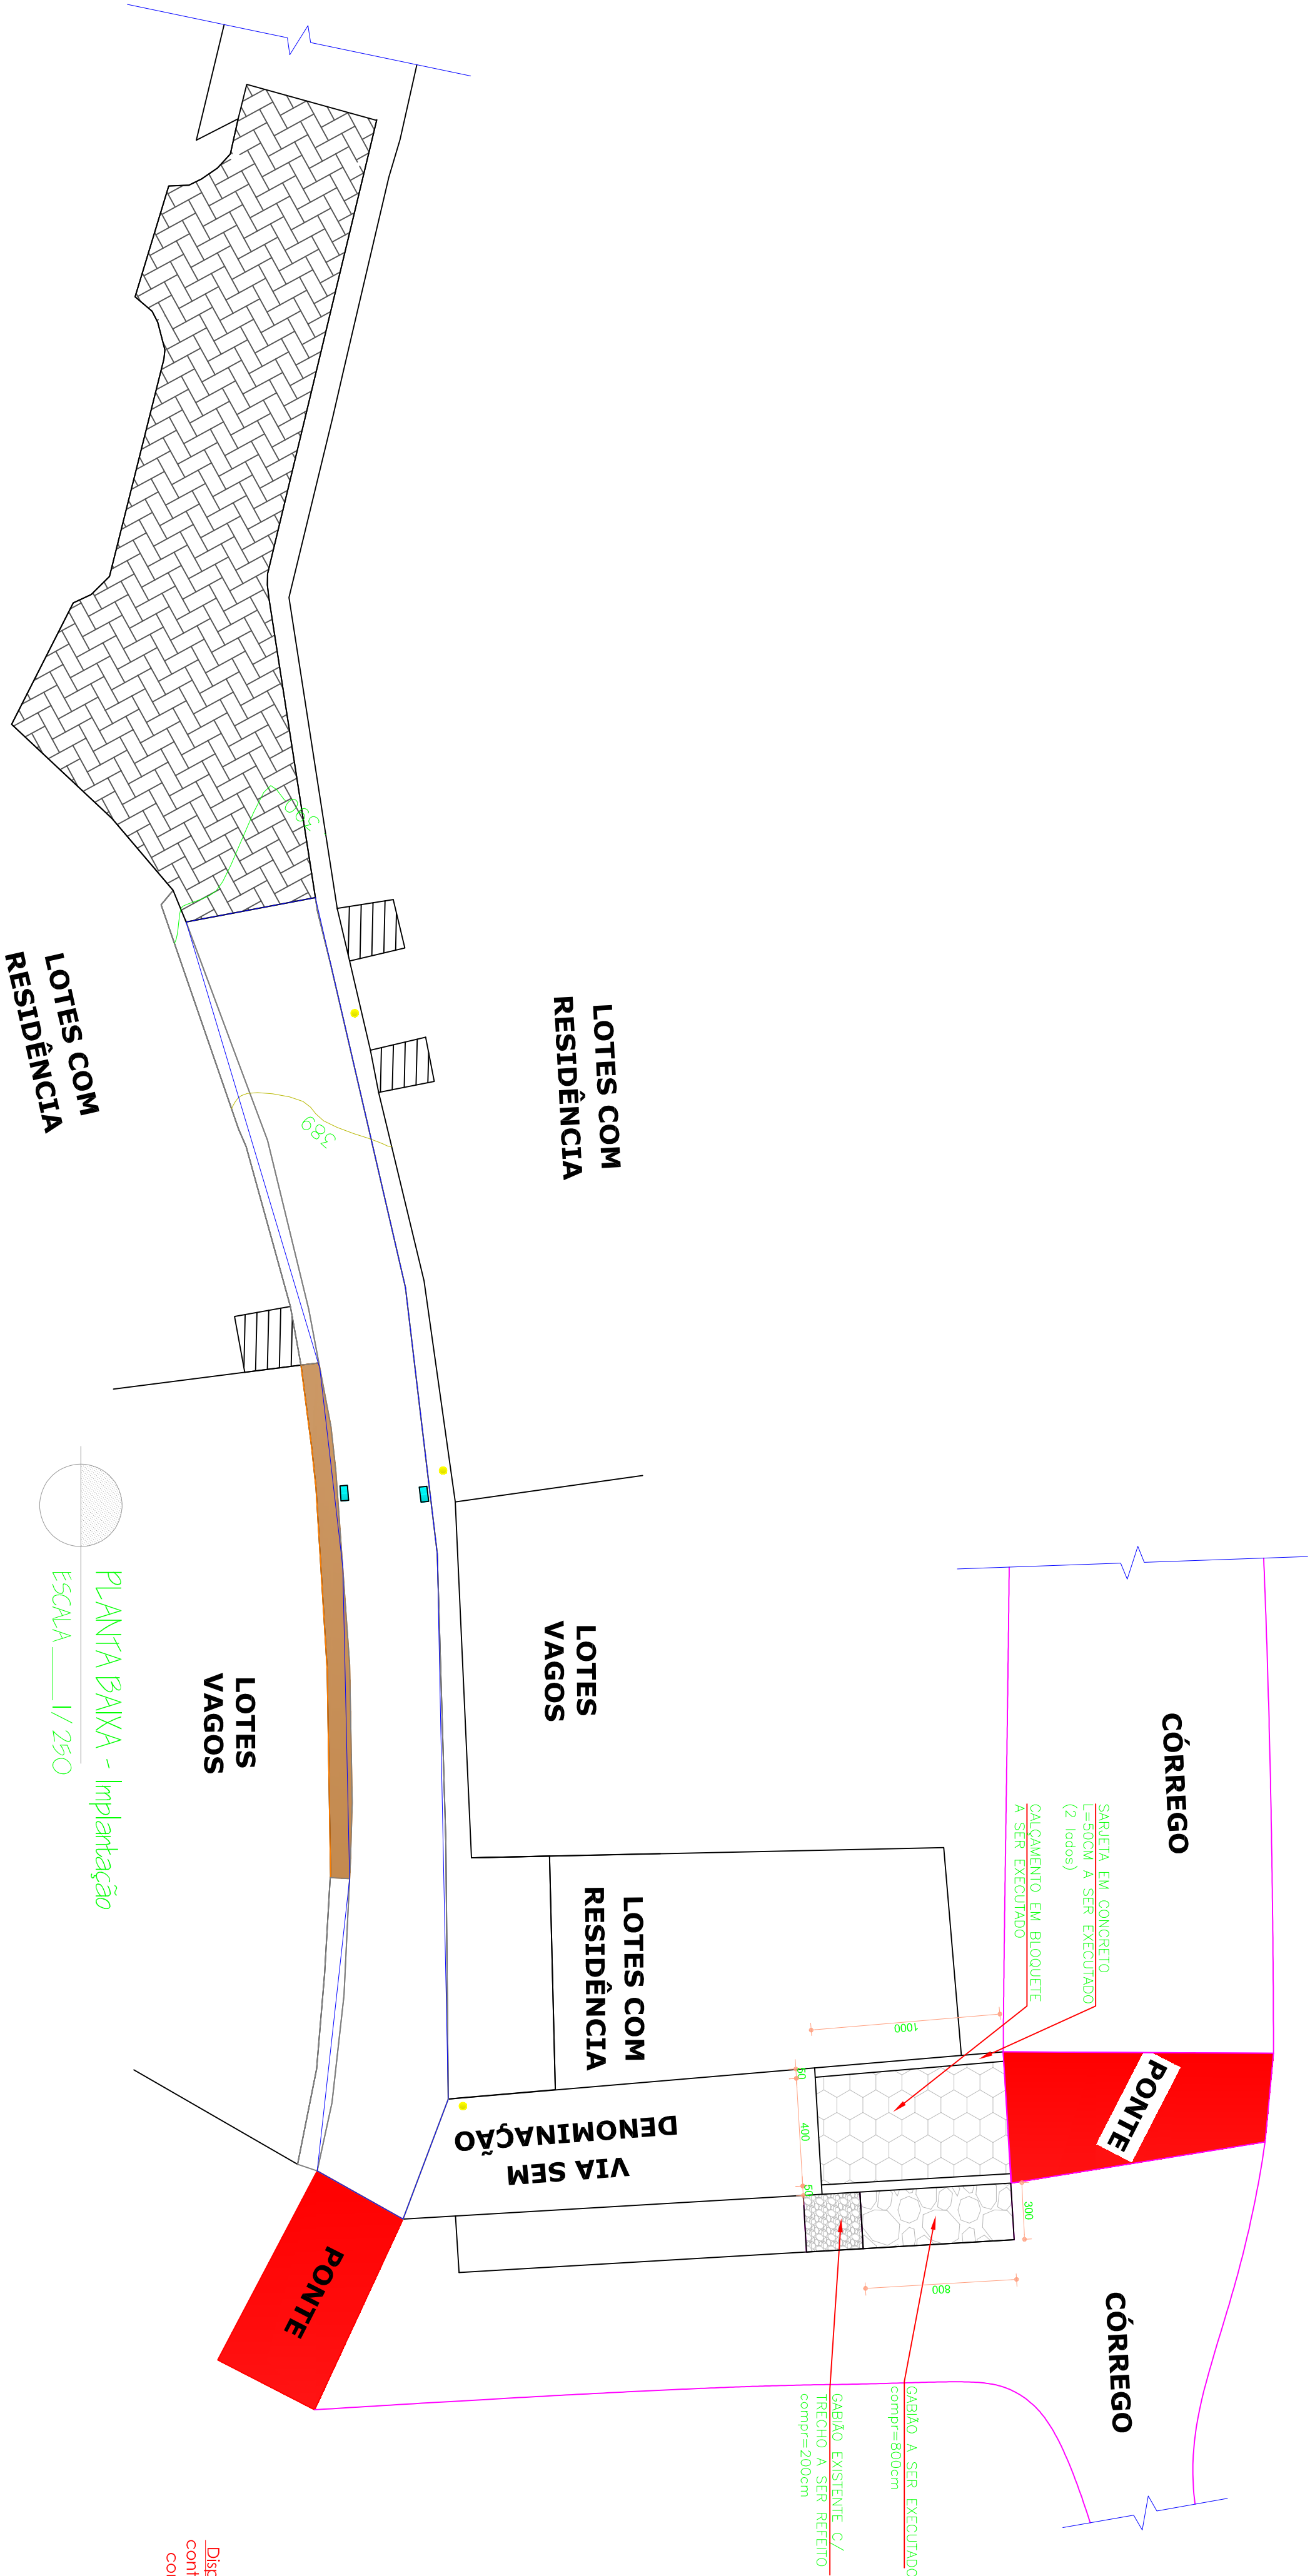 390
LOTES COM
RESIDÊNCIA
LOTES COM
RESIDÊNCIA
389
PLANTA BAIXA - Implantação
ESCALA 1/250
LOTES
VAGOS
LOTES
VAGOS
CÓRREGO
SARJETA EM CONCRETO
L=50CM A SER EXECUTADO
(2 lados)
CALÇAMENTO EM BLOQUETE
A SER EXECUTADO
LOTES COM
RESIDÊNCIA
1000
PONTE
50
400
50
300
VIA SEM
DENOMINAÇÃO
800
PONTE
CÓRREGO
GABIÃO A SER EXECUTADO
compr=800cm
GABIÃO EXISTENTE C/
TRECHO A SER REFEITO
compr=200cm